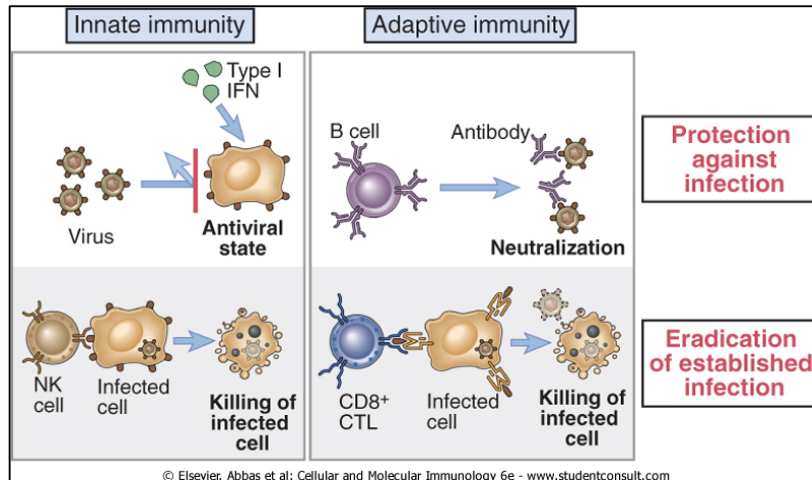 Innate immunity
Adaptive immunity
Type I
IFN
Virus
Antiviral
state
B cell
Antibody
Neutralization
Protection
against
infection
NK
cell
Infected
cell
Killing of
infected
cell
CD8+
CTL
Infected
cell
Killing of
infected
cell
Eradication
of established
infection
© Elsevier. Abbas et al: Cellular and Molecular Immunology 6e - www.studentconsult.com